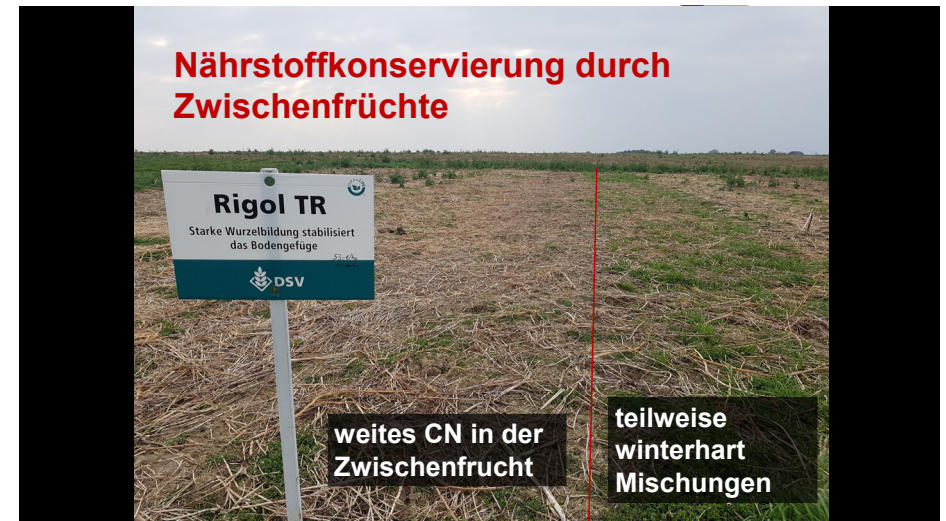 Nährstoffkonservierung durch
Zwischenfrüchte
Rigol TR
Starke Wurzelbildung stabilisiert
das Bodengefüge
DSV
weites CN in der
Zwischenfrucht
teilweise
winterhart
Mischungen